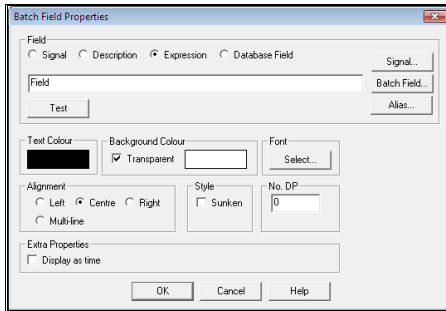 Batch Field Properties
Field
Signal Description Expression Database Field
Signal...
Field
Batch Field...
Test
Alias...
Text Colour
Background Colour
Font
Transparent
Select...
Alignment
Style
No. DP
Left Centre Right
Sunken
0
Multi-line
Extra Properties
Display as time
OK Cancel Help